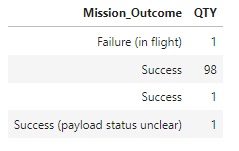 Mission_Outcome QTY
Failure (in flight) 1
Success 98
Success 1
Success (payload status unclear) 1